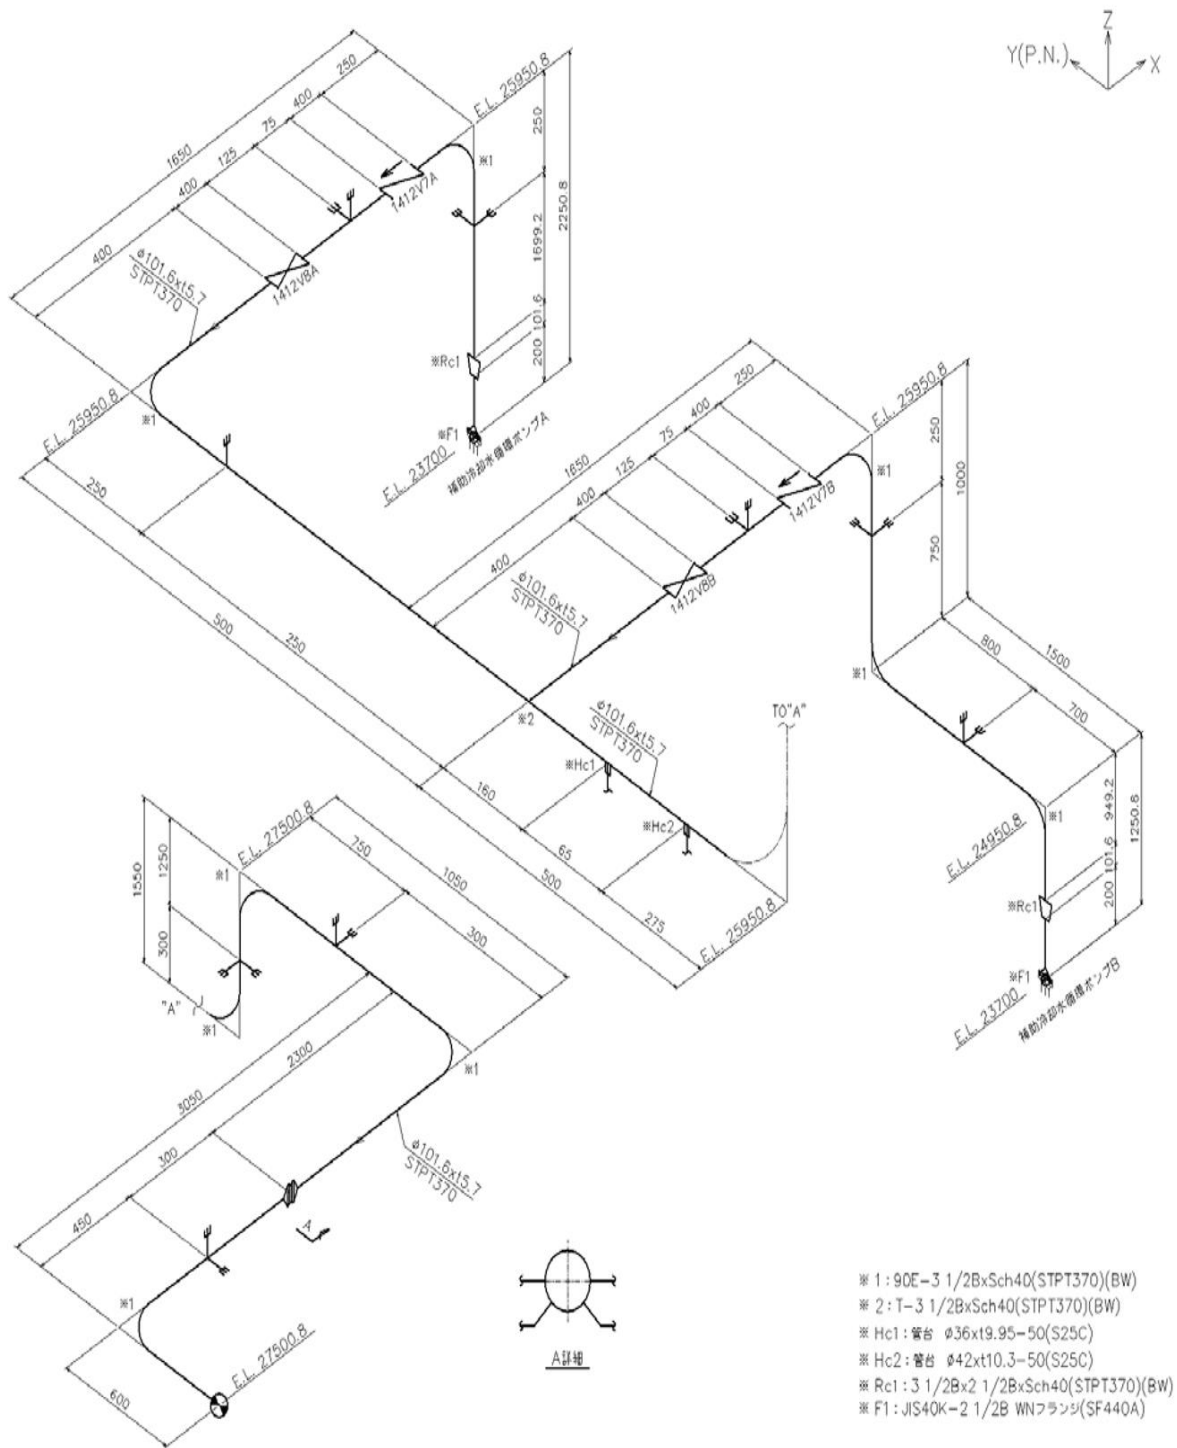 Z
Y(P.N.)
X
E.L. 25950.8
250
400
75
125
400
400
1650
250
1699.2
101.6
200
2250.8
※1
1412V7A
1412V8A
φ101.6xt5.7
STPT370
※Rc1
※F1
E.L. 23700
補助冷却水循環ポンプA
E.L. 25950.8
※1
250
500
250
E.L. 25950.8
250
400
75
125
400
400
1650
250
750
1000
※1
1412V7B
1412V8B
φ101.6xt5.7
STPT370
※1
800
700
1500
※2
φ101.6xt5.7
STPT370
TO"A"
※Hc1
※Hc2
160
65
275
500
E.L. 25950.8
※1
E.L. 24950.8
949.2
101.6
200
1250.8
※Rc1
※F1
E.L. 23700
補助冷却水循環ポンプB
E.L. 27500.8
1550
1250
300
※1
750
300
1050
"A"
※1
※1
2300
3050
300
450
φ101.6xt5.7
STPT370
A
※1
E.L. 27500.8
600
A詳細
※ 1:90E-3 1/2BxSch40(STPT370)(BW)
※ 2:T-3 1/2BxSch40(STPT370)(BW)
※ Hc1:管台 φ36xt9.95-50(S25C)
※ Hc2:管台 φ42xt10.3-50(S25C)
※ Rc1:3 1/2Bx2 1/2BxSch40(STPT370)(BW)
※ F1:JIS40K-2 1/2B WNフランジ(SF440A)